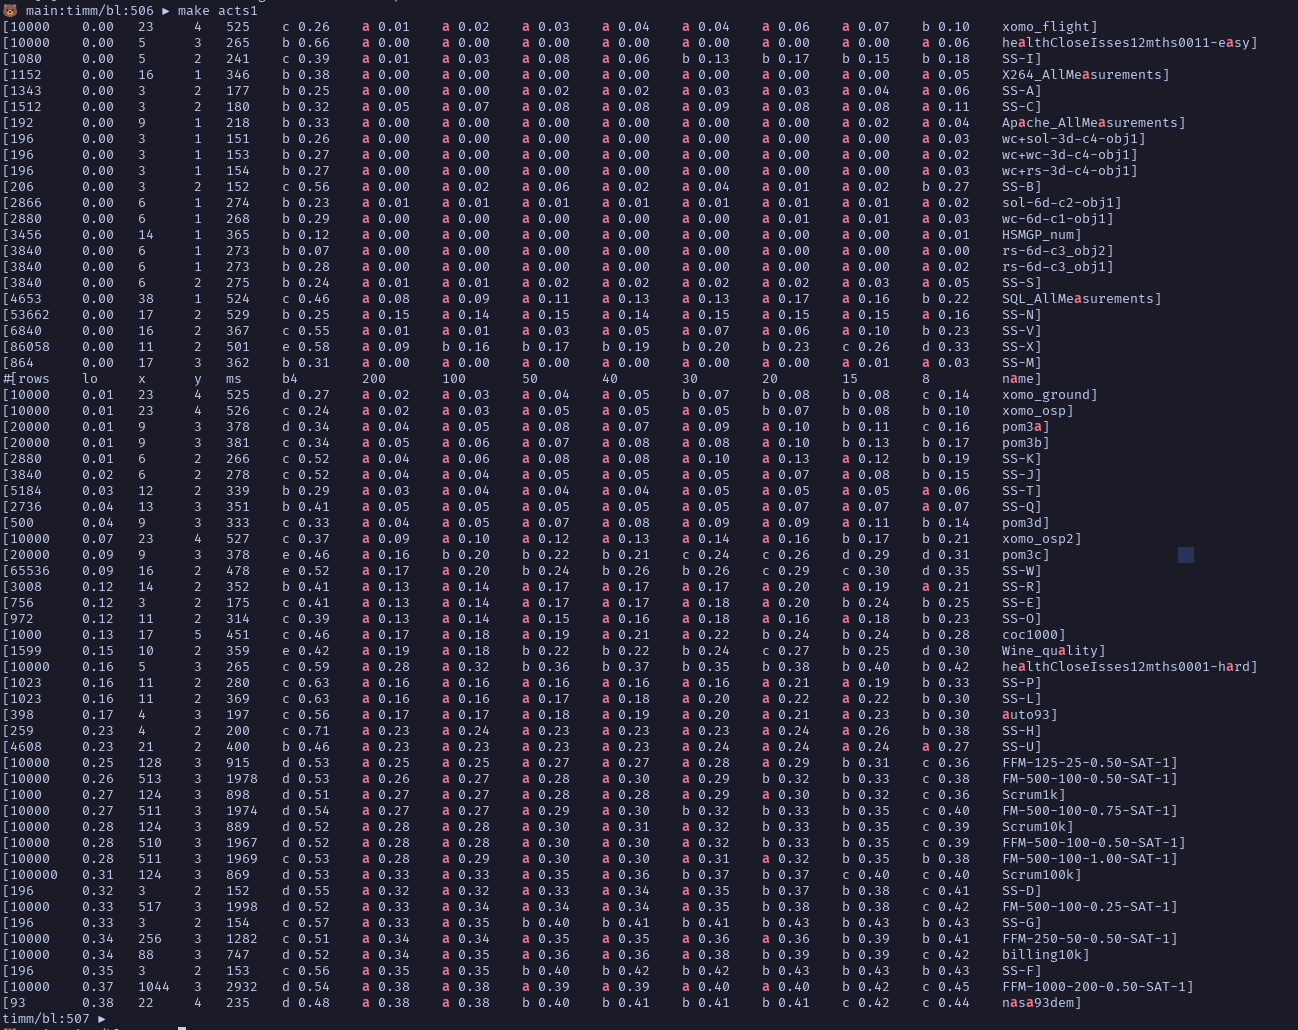 🐻 main:timm/bl:506 ▶ make acts1
[10000 0.00 23 4 525 c 0.26 a 0.01 a 0.02 a 0.03 a 0.04 a 0.04 a 0.06 a 0.07 b 0.10 xomo_flight]
[10000 0.00 5 3 265 b 0.66 a 0.00 a 0.00 a 0.00 a 0.00 a 0.00 a 0.00 a 0.00 a 0.06 healthCloseIsses12mths0011-easy]
[1080 0.00 5 2 241 c 0.39 a 0.01 a 0.03 a 0.08 a 0.06 b 0.13 b 0.17 b 0.15 b 0.18 SS-I]
[1152 0.00 16 1 346 b 0.38 a 0.00 a 0.00 a 0.00 a 0.00 a 0.00 a 0.00 a 0.00 a 0.05 X264_AllMeasurements]
[1343 0.00 3 2 177 b 0.25 a 0.00 a 0.00 a 0.02 a 0.02 a 0.03 a 0.03 a 0.04 a 0.06 SS-A]
[1512 0.00 3 2 180 b 0.32 a 0.05 a 0.07 a 0.08 a 0.08 a 0.09 a 0.08 a 0.08 a 0.11 SS-C]
[192 0.00 9 1 218 b 0.33 a 0.00 a 0.00 a 0.00 a 0.00 a 0.00 a 0.00 a 0.02 a 0.04 Apache_AllMeasurements]
[196 0.00 3 1 151 b 0.26 a 0.00 a 0.00 a 0.00 a 0.00 a 0.00 a 0.00 a 0.00 a 0.03 wc+sol-3d-c4-obj1]
[196 0.00 3 1 153 b 0.27 a 0.00 a 0.00 a 0.00 a 0.00 a 0.00 a 0.00 a 0.00 a 0.02 wc+wc-3d-c4-obj1]
[196 0.00 3 1 154 b 0.27 a 0.00 a 0.00 a 0.00 a 0.00 a 0.00 a 0.00 a 0.00 a 0.03 wc+rs-3d-c4-obj1]
[206 0.00 3 2 152 c 0.56 a 0.00 a 0.02 a 0.06 a 0.02 a 0.04 a 0.01 a 0.02 b 0.27 SS-B]
[2866 0.00 6 1 274 b 0.23 a 0.01 a 0.01 a 0.01 a 0.01 a 0.01 a 0.01 a 0.01 a 0.02 sol-6d-c2-obj1]
[2880 0.00 6 1 268 b 0.29 a 0.00 a 0.00 a 0.00 a 0.00 a 0.00 a 0.01 a 0.01 a 0.03 wc-6d-c1-obj1]
[3456 0.00 14 1 365 b 0.12 a 0.00 a 0.00 a 0.00 a 0.00 a 0.00 a 0.00 a 0.00 a 0.01 HSMGP_num]
[3840 0.00 6 1 273 b 0.07 a 0.00 a 0.00 a 0.00 a 0.00 a 0.00 a 0.00 a 0.00 a 0.00 rs-6d-c3_obj2]
[3840 0.00 6 1 273 b 0.28 a 0.00 a 0.00 a 0.00 a 0.00 a 0.00 a 0.00 a 0.00 a 0.02 rs-6d-c3_obj1]
[3840 0.00 6 2 275 b 0.24 a 0.01 a 0.01 a 0.02 a 0.02 a 0.02 a 0.02 a 0.03 a 0.05 SS-S]
[4653 0.00 38 1 524 c 0.46 a 0.08 a 0.09 a 0.11 a 0.13 a 0.13 a 0.17 a 0.16 b 0.22 SQL_AllMeasurements]
[53662 0.00 17 2 529 b 0.25 a 0.15 a 0.14 a 0.15 a 0.14 a 0.15 a 0.15 a 0.15 a 0.16 SS-N]
[6840 0.00 16 2 367 c 0.55 a 0.01 a 0.01 a 0.03 a 0.05 a 0.07 a 0.06 a 0.10 b 0.23 SS-V]
[86058 0.00 11 2 501 e 0.58 a 0.09 b 0.16 b 0.17 b 0.19 b 0.20 b 0.23 c 0.26 d 0.33 SS-X]
[864 0.00 17 3 362 b 0.31 a 0.00 a 0.00 a 0.00 a 0.00 a 0.00 a 0.00 a 0.01 a 0.03 SS-M]
#[rows lo x y ms b4 200 100 50 40 30 20 15 8 name]
[10000 0.01 23 4 525 d 0.27 a 0.02 a 0.03 a 0.04 a 0.05 b 0.07 b 0.08 b 0.08 c 0.14 xomo_ground]
[10000 0.01 23 4 526 c 0.24 a 0.02 a 0.03 a 0.05 a 0.05 a 0.05 b 0.07 b 0.08 b 0.10 xomo_osp]
[20000 0.01 9 3 378 d 0.34 a 0.04 a 0.05 a 0.08 a 0.07 a 0.09 a 0.10 b 0.11 c 0.16 pom3a]
[20000 0.01 9 3 381 c 0.34 a 0.05 a 0.06 a 0.07 a 0.08 a 0.08 a 0.10 b 0.13 b 0.17 pom3b]
[2880 0.01 6 2 266 c 0.52 a 0.04 a 0.06 a 0.08 a 0.08 a 0.10 a 0.13 a 0.12 b 0.19 SS-K]
[3840 0.02 6 2 278 c 0.52 a 0.04 a 0.04 a 0.05 a 0.05 a 0.05 a 0.07 a 0.08 b 0.15 SS-J]
[5184 0.03 12 2 339 b 0.29 a 0.03 a 0.04 a 0.04 a 0.04 a 0.05 a 0.05 a 0.05 a 0.06 SS-T]
[2736 0.04 13 3 351 b 0.41 a 0.05 a 0.05 a 0.05 a 0.05 a 0.05 a 0.07 a 0.07 a 0.07 SS-Q]
[500 0.04 9 3 333 c 0.33 a 0.04 a 0.05 a 0.07 a 0.08 a 0.09 a 0.09 a 0.11 b 0.14 pom3d]
[10000 0.07 23 4 527 c 0.37 a 0.09 a 0.10 a 0.12 a 0.13 a 0.14 a 0.16 b 0.17 b 0.21 xomo_osp2]
[20000 0.09 9 3 378 e 0.46 a 0.16 b 0.20 b 0.22 b 0.21 c 0.24 c 0.26 d 0.29 d 0.31 pom3c]
[65536 0.09 16 2 478 e 0.52 a 0.17 a 0.20 b 0.24 b 0.26 b 0.26 c 0.29 c 0.30 d 0.35 SS-W]
[3008 0.12 14 2 352 b 0.41 a 0.13 a 0.14 a 0.17 a 0.17 a 0.17 a 0.20 a 0.19 a 0.21 SS-R]
[756 0.12 3 2 175 c 0.41 a 0.13 a 0.14 a 0.17 a 0.17 a 0.18 a 0.20 b 0.24 b 0.25 SS-E]
[972 0.12 11 2 314 c 0.39 a 0.13 a 0.14 a 0.15 a 0.16 a 0.18 a 0.16 a 0.18 b 0.23 SS-O]
[1000 0.13 17 5 451 c 0.46 a 0.17 a 0.18 a 0.19 a 0.21 a 0.22 b 0.24 b 0.24 b 0.28 coc1000]
[1599 0.15 10 2 359 e 0.42 a 0.19 a 0.18 b 0.22 b 0.22 b 0.24 c 0.27 b 0.25 d 0.30 Wine_quality]
[10000 0.16 5 3 265 c 0.59 a 0.28 a 0.32 b 0.36 b 0.37 b 0.35 b 0.38 b 0.40 b 0.42 healthCloseIsses12mths0001-hard]
[1023 0.16 11 2 280 c 0.63 a 0.16 a 0.16 a 0.16 a 0.16 a 0.16 a 0.21 a 0.19 b 0.33 SS-P]
[1023 0.16 11 2 369 c 0.63 a 0.16 a 0.16 a 0.17 a 0.18 a 0.20 a 0.22 a 0.22 b 0.30 SS-L]
[398 0.17 4 3 197 c 0.56 a 0.17 a 0.17 a 0.18 a 0.19 a 0.20 a 0.21 a 0.23 b 0.30 auto93]
[259 0.23 4 2 200 c 0.71 a 0.23 a 0.24 a 0.23 a 0.23 a 0.23 a 0.24 a 0.26 b 0.38 SS-H]
[4608 0.23 21 2 400 b 0.46 a 0.23 a 0.23 a 0.23 a 0.23 a 0.24 a 0.24 a 0.24 a 0.27 SS-U]
[10000 0.25 128 3 915 d 0.53 a 0.25 a 0.25 a 0.27 a 0.27 a 0.28 a 0.29 b 0.31 c 0.36 FFM-125-25-0.50-SAT-1]
[10000 0.26 513 3 1978 d 0.53 a 0.26 a 0.27 a 0.28 a 0.30 a 0.29 b 0.32 b 0.33 c 0.38 FM-500-100-0.50-SAT-1]
[1000 0.27 124 3 898 d 0.51 a 0.27 a 0.27 a 0.28 a 0.28 a 0.29 a 0.30 b 0.32 c 0.36 Scrum1k]
[10000 0.27 511 3 1974 d 0.54 a 0.27 a 0.27 a 0.29 a 0.30 b 0.32 b 0.33 b 0.35 c 0.40 FM-500-100-0.75-SAT-1]
[10000 0.28 124 3 889 d 0.52 a 0.28 a 0.28 a 0.30 a 0.31 a 0.32 b 0.33 b 0.35 c 0.39 Scrum10k]
[10000 0.28 510 3 1967 d 0.52 a 0.28 a 0.28 a 0.30 a 0.30 a 0.32 b 0.33 b 0.35 c 0.39 FFM-500-100-0.50-SAT-1]
[10000 0.28 511 3 1969 c 0.53 a 0.28 a 0.29 a 0.30 a 0.30 a 0.31 a 0.32 b 0.35 b 0.38 FM-500-100-1.00-SAT-1]
[100000 0.31 124 3 869 d 0.53 a 0.33 a 0.33 a 0.35 a 0.36 b 0.37 b 0.37 c 0.40 c 0.40 Scrum100k]
[196 0.32 3 2 152 d 0.55 a 0.32 a 0.32 a 0.33 a 0.34 a 0.35 b 0.37 b 0.38 c 0.41 SS-D]
[10000 0.33 517 3 1998 d 0.52 a 0.33 a 0.34 a 0.34 a 0.34 a 0.35 b 0.38 b 0.38 c 0.42 FM-500-100-0.25-SAT-1]
[196 0.33 3 2 154 c 0.57 a 0.33 a 0.35 b 0.40 b 0.41 b 0.41 b 0.43 b 0.43 b 0.43 SS-G]
[10000 0.34 256 3 1282 c 0.51 a 0.34 a 0.34 a 0.35 a 0.35 a 0.36 a 0.36 b 0.39 b 0.41 FFM-250-50-0.50-SAT-1]
[10000 0.34 88 3 747 d 0.52 a 0.34 a 0.35 a 0.36 a 0.36 a 0.38 b 0.39 b 0.39 c 0.42 billing10k]
[196 0.35 3 2 153 c 0.56 a 0.35 a 0.35 b 0.40 b 0.42 b 0.42 b 0.43 b 0.43 b 0.43 SS-F]
[10000 0.37 1044 3 2932 d 0.54 a 0.38 a 0.38 a 0.39 a 0.39 a 0.40 a 0.40 b 0.42 c 0.45 FFM-1000-200-0.50-SAT-1]
[93 0.38 22 4 235 d 0.48 a 0.38 a 0.38 b 0.40 b 0.41 b 0.41 b 0.41 c 0.42 c 0.44 nasa93dem]
timm/bl:507 ▶